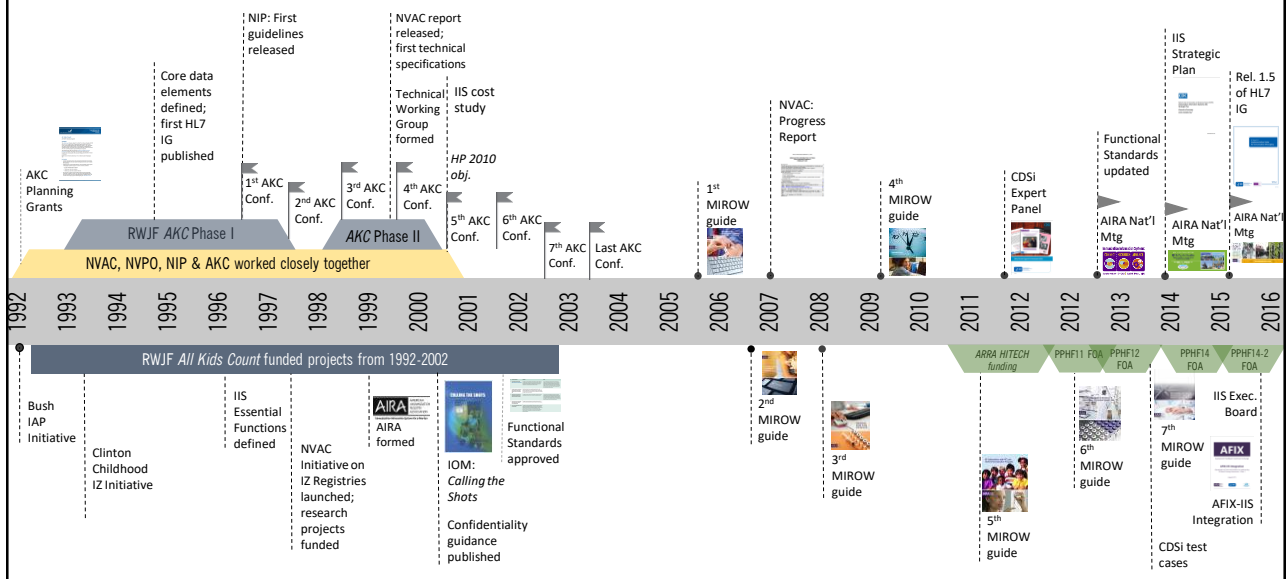 NIP: First
guidelines
released
NVAC report
released;
first technical
specifications
IIS
Strategic
Plan
Core data
elements
defined;
first HL7
IG
published
Technical
Working
Group
formed
IIS cost
study
NVAC:
Progress
Report
Rel. 1.5
of HL7
IG
AKC
Planning
Grants
HP 2010
obj.
Functional
Standards
updated
1st AKC
Conf.
2nd AKC
Conf.
3rd AKC
Conf.
4th AKC
Conf.
5th AKC
Conf.
6th AKC
Conf.
7th AKC
Conf.
Last AKC
Conf.
1st
MIROW
guide
4th
MIROW
guide
CDSi
Expert
Panel
AIRA Nat'l
Mtg
AIRA Nat'l
Mtg
AIRA Nat'l
Mtg
RWJF AKC Phase I
AKC Phase II
NVAC, NVPO, NIP & AKC worked closely together
1992 1993 1994 1995 1996 1997 1998 1999 2000 2001 2002 2003 2004 2005 2006 2007 2008 2009 2010 2011 2012 2012 2013 2014 2015 2016
RWJF All Kids Count funded projects from 1992-2002
ARRA HITECH
funding
PPHF11 FOA
PPHF12
FOA
PPHF14
FOA
PPHF14-2
FOA
Bush
IAP
Initiative
Clinton
Childhood
IZ Initiative
IIS
Essential
Functions
defined
NVAC
Initiative on
IZ Registries
launched;
research
projects
funded
AIRA
AIRA
formed
CALLING THE SHOTS
IOM:
Calling the
Shots
Confidentiality
guidance
published
Functional
Standards
approved
2nd
MIROW
guide
3rd
MIROW
guide
5th
MIROW
guide
6th
MIROW
guide
7th
MIROW
guide
CDSi test
cases
IIS Exec.
Board
AFIX
AFIX-IIS
Integration